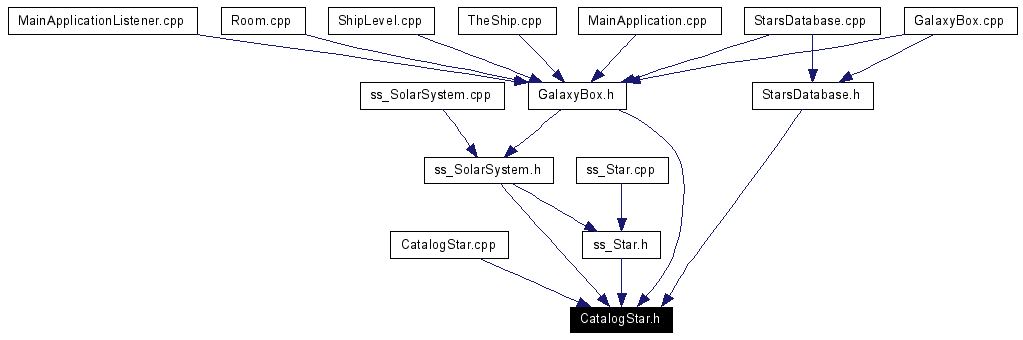 MainApplicationListener.cpp
Room.cpp
ShipLevel.cpp
TheShip.cpp
MainApplication.cpp
StarsDatabase.cpp
GalaxyBox.cpp
ss_SolarSystem.cpp
GalaxyBox.h
StarsDatabase.h
ss_SolarSystem.h
ss_Star.cpp
CatalogStar.cpp
ss_Star.h
CatalogStar.h